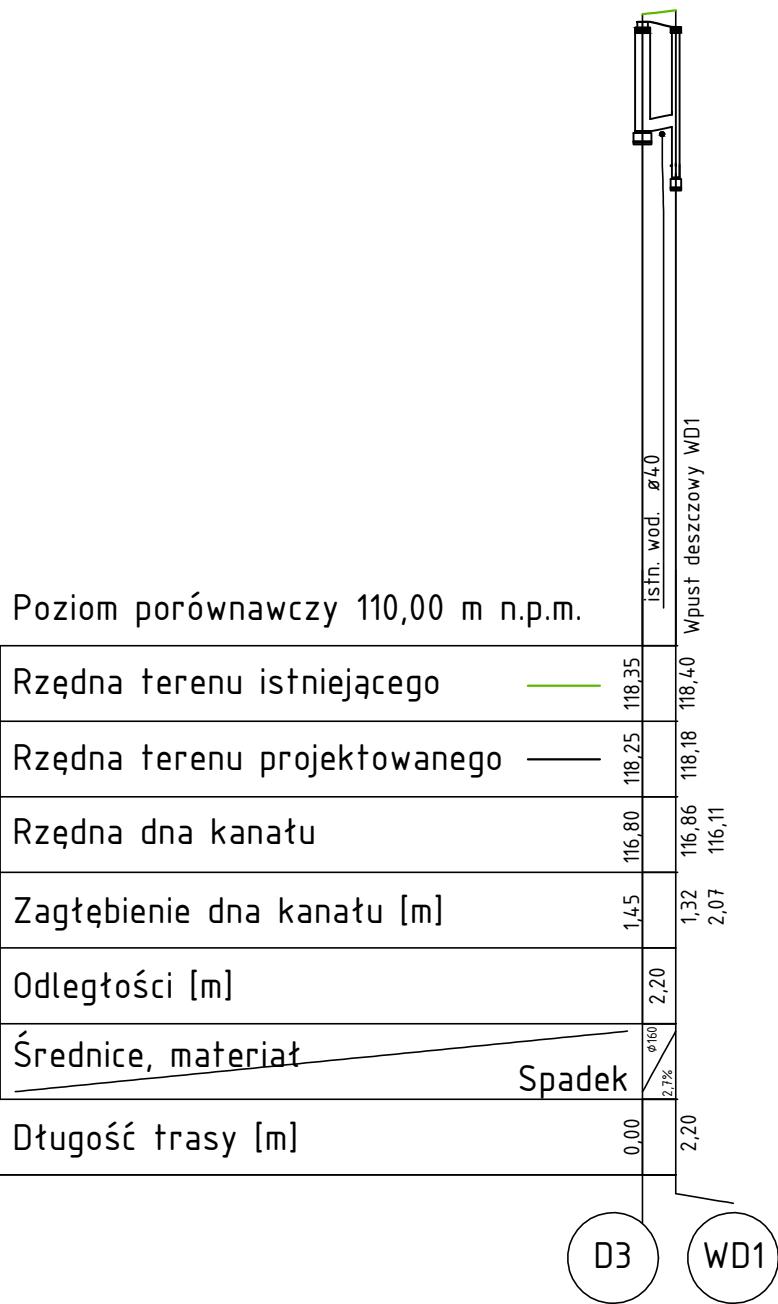 istn. wod. ø40
Wpust deszczowy WD1
Poziom porównawczy 110,00 m n.p.m.
Rzędna terenu istniejącego
118,35
118,40
Rzędna terenu projektowanego
118,25
118,18
Rzędna dna kanału
116,80
116,86
116,11
Zagłębienie dna kanału [m]
1,45
1,32
2,07
Odległości [m]
2,20
Średnice, materiał
Spadek
ø160
2,7%
Długość trasy [m]
0,00
2,20
D3
WD1